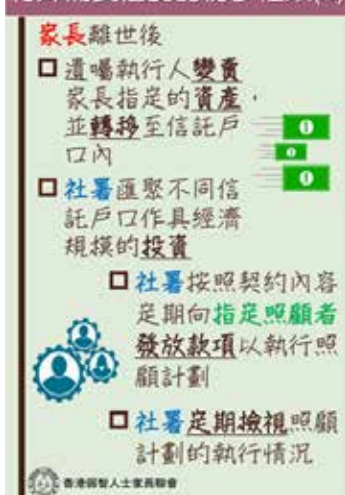 家長離世後
遺囑執行人變賣
家長指定的資產，
並轉移至信託戶
口內
社署匯聚不同信
託戶口作具經濟
規模的投資
社署按照契約內容
定期向指定照顧者
發放款項以執行照
顧計劃
社署定期檢視照顧
計劃的執行情況
香港弱智人士家長聯會